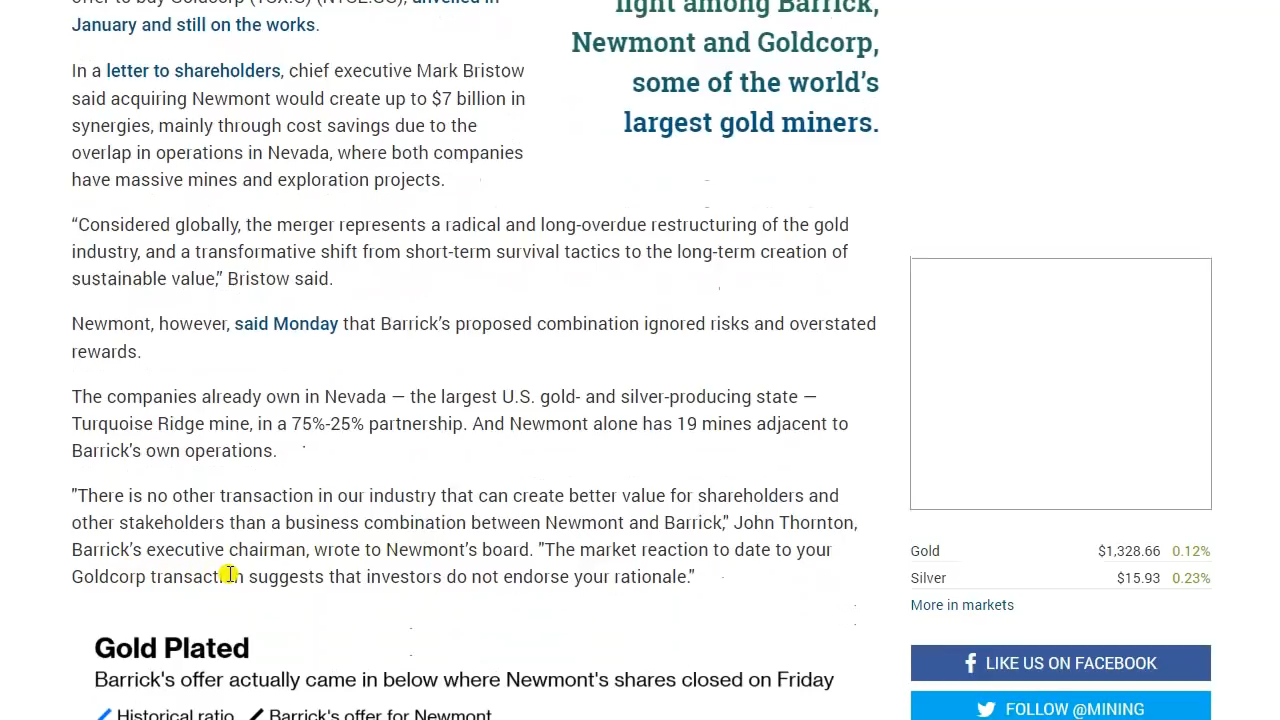 offer to buy Goldcorp (TSX:G) (NYSE:GG), unveiled in
January and still on the works.
In a letter to shareholders, chief executive Mark Bristow
said acquiring Newmont would create up to $7 billion in
synergies, mainly through cost savings due to the
overlap in operations in Nevada, where both companies
have massive mines and exploration projects.
fight among Barrick,
Newmont and Goldcorp,
some of the world’s
largest gold miners.
“Considered globally, the merger represents a radical and long-overdue restructuring of the gold
industry, and a transformative shift from short-term survival tactics to the long-term creation of
sustainable value,” Bristow said.
Newmont, however, said Monday that Barrick’s proposed combination ignored risks and overstated
rewards.
The companies already own in Nevada — the largest U.S. gold- and silver-producing state —
Turquoise Ridge mine, in a 75%-25% partnership. And Newmont alone has 19 mines adjacent to
Barrick’s own operations.
"There is no other transaction in our industry that can create better value for shareholders and
other stakeholders than a business combination between Newmont and Barrick," John Thornton,
Barrick’s executive chairman, wrote to Newmont’s board. "The market reaction to date to your
Goldcorp transaction suggests that investors do not endorse your rationale."
Gold Plated
Barrick's offer actually came in below where Newmont's shares closed on Friday
Historical ratio Barrick's offer for Newmont
Gold $1,328.66 0.12%
Silver $15.93 0.23%
More in markets
LIKE US ON FACEBOOK
FOLLOW @MINING